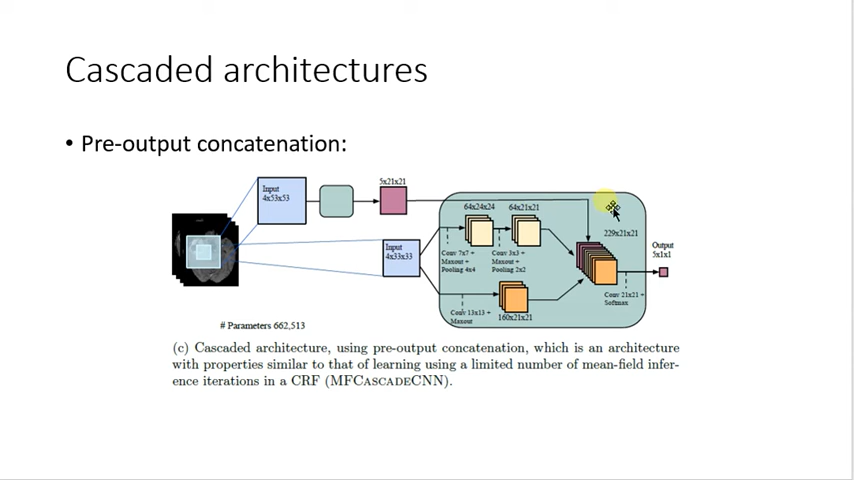 Cascaded architectures
• Pre-output concatenation:
Input
4x53x53
5x21x21
Input
4x33x33
64x24x24
64x21x21
Conv 7x7 +
Maxout +
Pooling 4x4
Conv 3x3 +
Maxout +
Pooling 2x2
Conv 13x13 +
Maxout
160x21x21
229x21x21
Conv 21x21 +
Softmax
Output
5x1x1
# Parameters 662,513
(c) Cascaded architecture, using pre-output concatenation, which is an architecture
with properties similar to that of learning using a limited number of mean-field infer-
ence iterations in a CRF (MFCASCADECNN).